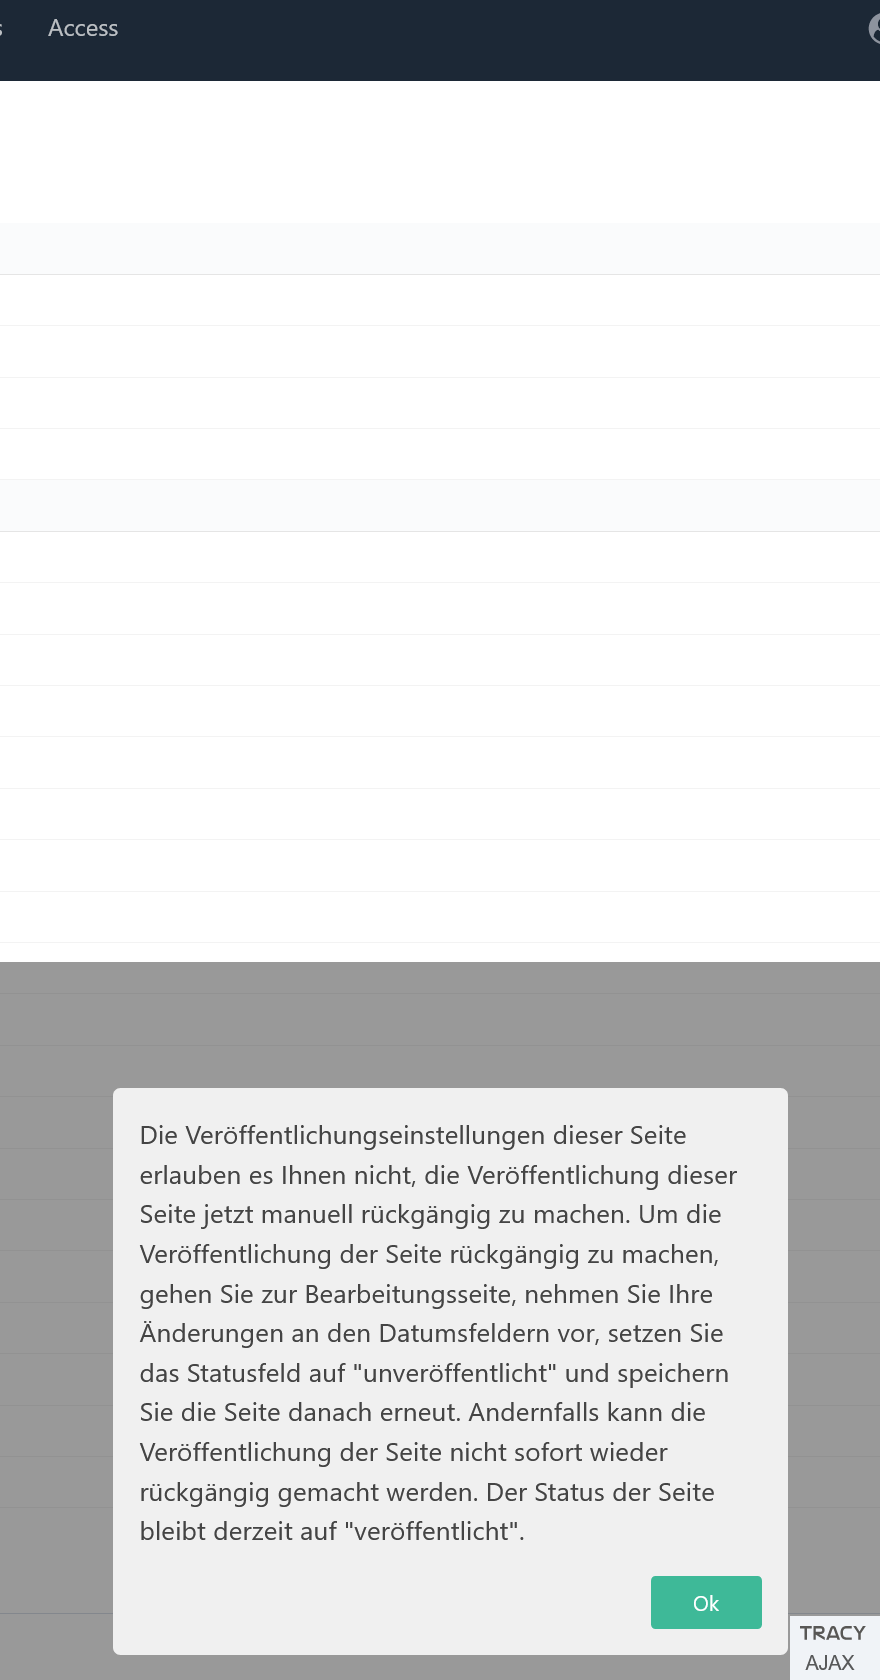 Access
Die Veröffentlichungseinstellungen dieser Seite
erlauben es Ihnen nicht, die Veröffentlichung dieser
Seite jetzt manuell rückgängig zu machen. Um die
Veröffentlichung der Seite rückgängig zu machen,
gehen Sie zur Bearbeitungsseite, nehmen Sie Ihre
Änderungen an den Datumsfeldern vor, setzen Sie
das Statusfeld auf "unveröffentlicht" und speichern
Sie die Seite danach erneut. Andernfalls kann die
Veröffentlichung der Seite nicht sofort wieder
rückgängig gemacht werden. Der Status der Seite
bleibt derzeit auf "veröffentlicht".
Ok
TRACY
AJAX